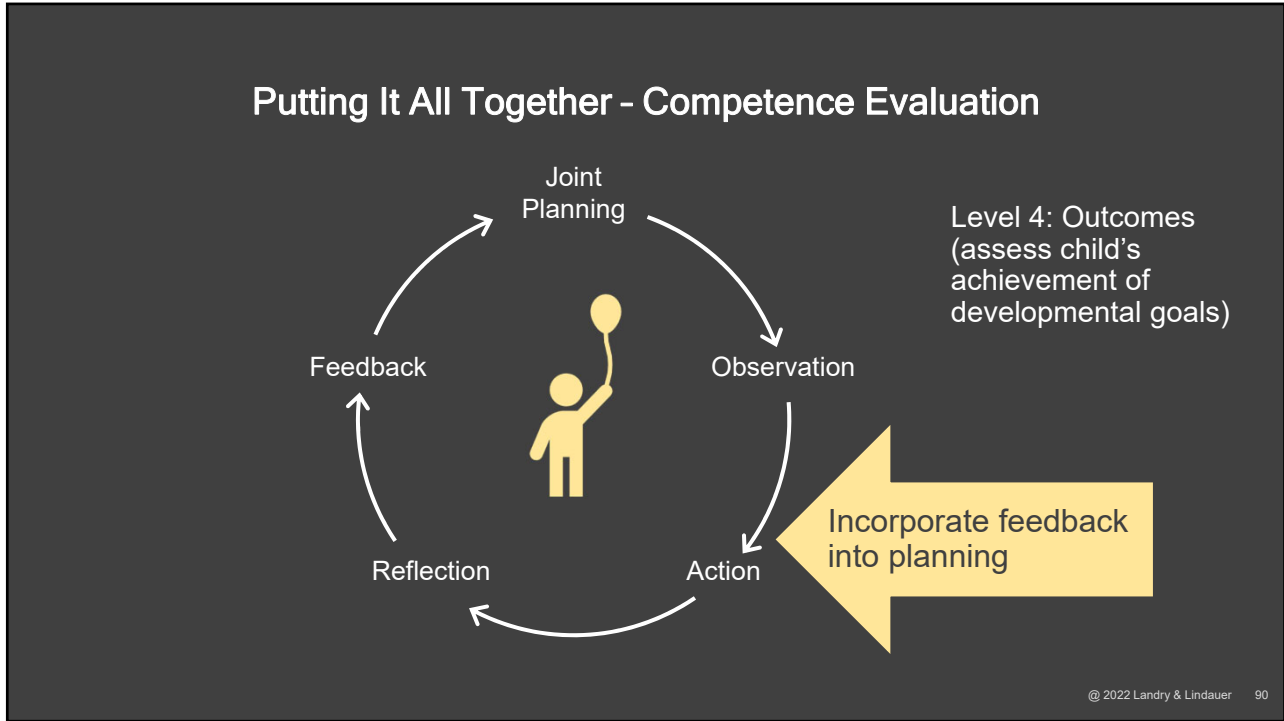 Putting It All Together – Competence Evaluation
Joint
Planning
Level 4: Outcomes
(assess child's
achievement of
developmental goals)
Feedback
Observation
Incorporate feedback
into planning
Reflection
Action
@ 2022 Landry & Lindauer 90